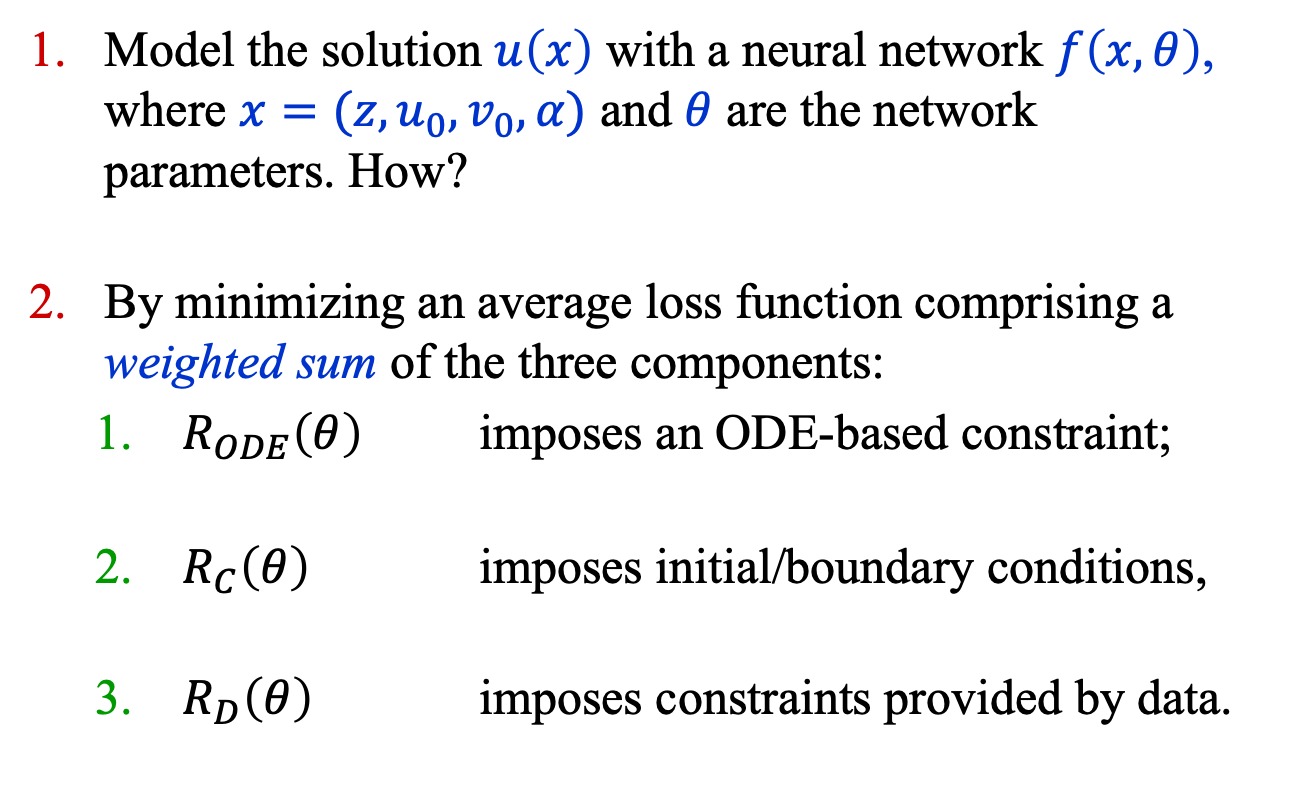 1. Model the solution u(x) with a neural network f(x, θ),
where x = (z, u₀, v₀, α) and θ are the network
parameters. How?
2. By minimizing an average loss function comprising a
weighted sum of the three components:
1. R_ODE(θ) imposes an ODE-based constraint;
2. R_C(θ) imposes initial/boundary conditions,
3. R_D(θ) imposes constraints provided by data.